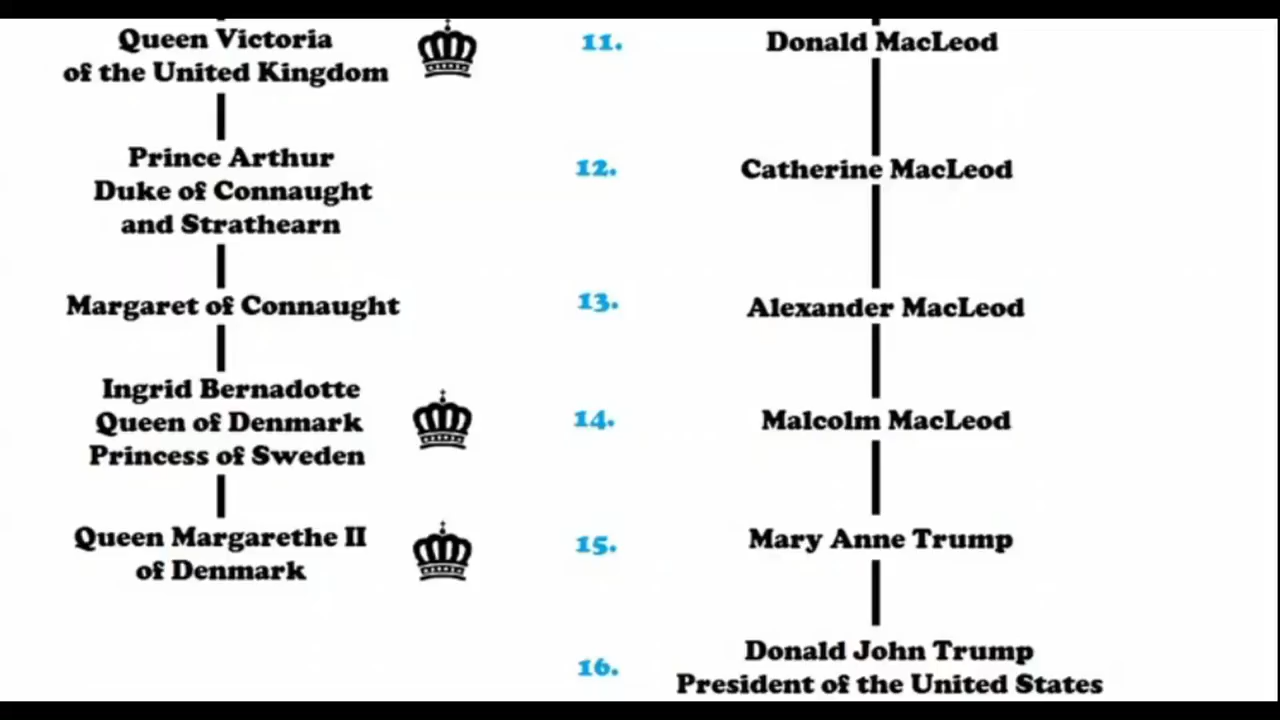 Queen Victoria
of the United Kingdom
11.
Donald MacLeod
Prince Arthur
Duke of Connaught
and Strathearn
12.
Catherine MacLeod
Margaret of Connaught
13.
Alexander MacLeod
Ingrid Bernadotte
Queen of Denmark
Princess of Sweden
14.
Malcolm MacLeod
Queen Margarethe II
of Denmark
15.
Mary Anne Trump
16.
Donald John Trump
President of the United States